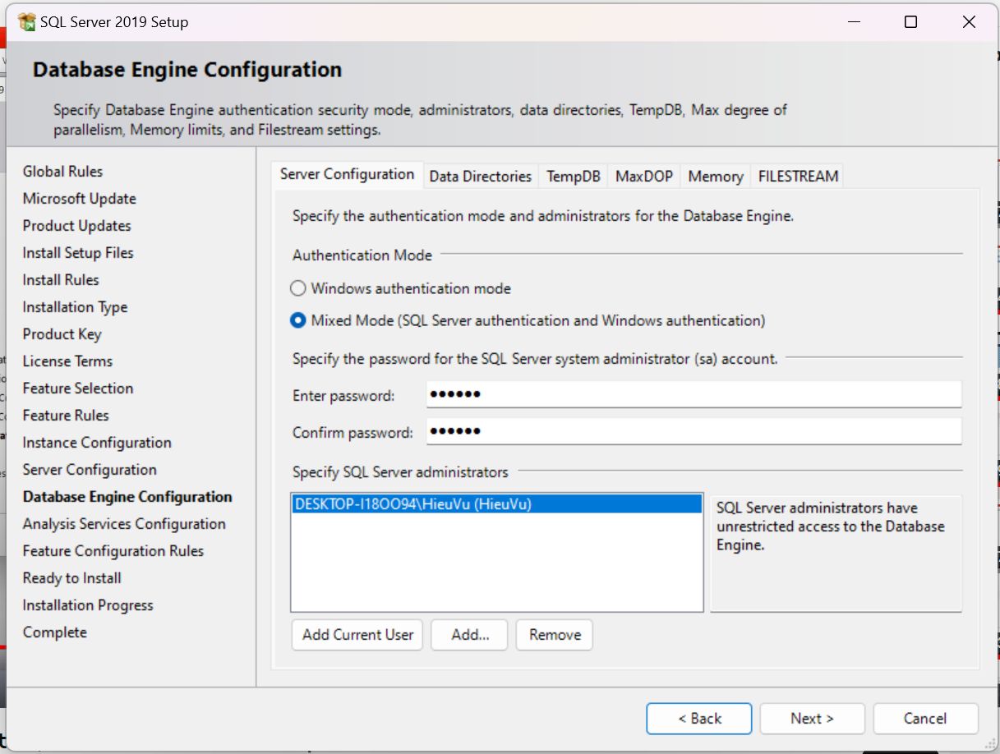 SQL Server 2019 Setup
Database Engine Configuration
Specify Database Engine authentication security mode, administrators, data directories, TempDB, Max degree of
parallelism, Memory limits, and Filestream settings.
Global Rules
Microsoft Update
Product Updates
Install Setup Files
Install Rules
Installation Type
Product Key
License Terms
Feature Selection
Feature Rules
Instance Configuration
Server Configuration
Database Engine Configuration
Analysis Services Configuration
Feature Configuration Rules
Ready to Install
Installation Progress
Complete
Server Configuration Data Directories TempDB MaxDOP Memory FILESTREAM
Specify the authentication mode and administrators for the Database Engine.
Authentication Mode
Windows authentication mode
Mixed Mode (SQL Server authentication and Windows authentication)
Specify the password for the SQL Server system administrator (sa) account.
Enter password: ●●●●●●
Confirm password: ●●●●●●
Specify SQL Server administrators
DESKTOP-I18OO94\HieuVu (HieuVu)
SQL Server administrators have
unrestricted access to the Database
Engine.
Add Current User Add... Remove
< Back Next > Cancel